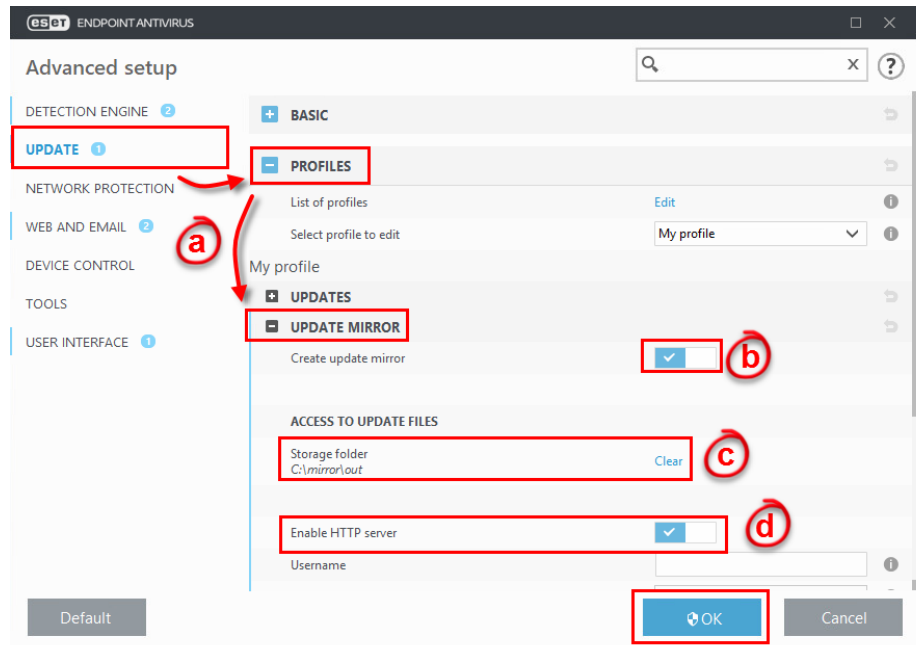 eset ENDPOINT ANTIVIRUS
Advanced setup
x
?
DETECTION ENGINE 2
UPDATE 1
NETWORK PROTECTION
WEB AND EMAIL 2
DEVICE CONTROL
TOOLS
USER INTERFACE 1
a
BASIC
PROFILES
List of profiles Edit
Select profile to edit My profile
My profile
UPDATES
UPDATE MIRROR
Create update mirror
b
ACCESS TO UPDATE FILES
Storage folder
C:\mirror\out
Clear
c
Enable HTTP server
d
Username
Default
OK
Cancel